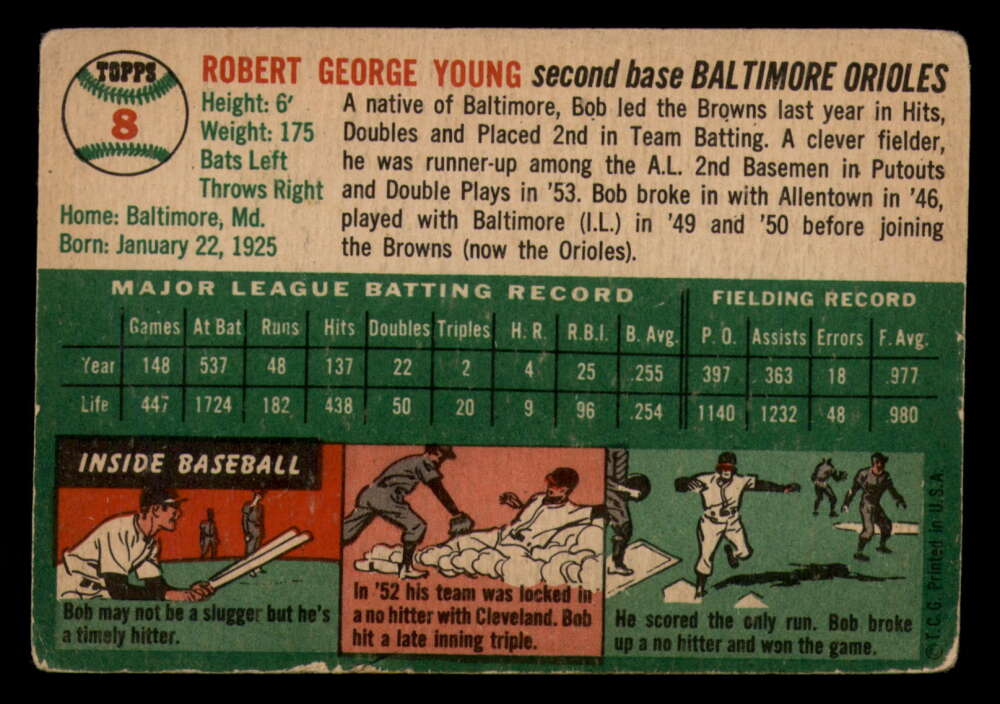 TOPPS
8
ROBERT GEORGE YOUNG second base BALTIMORE ORIOLES
Height: 6'
Weight: 175
Bats Left
Throws Right
Home: Baltimore, Md.
Born: January 22, 1925
A native of Baltimore, Bob led the Browns last year in Hits,
Doubles and Placed 2nd in Team Batting. A clever fielder,
he was runner-up among the A.L. 2nd Basemen in Putouts
and Double Plays in '53. Bob broke in with Allentown in '46,
played with Baltimore (I.L.) in '49 and '50 before joining
the Browns (now the Orioles).
MAJOR LEAGUE BATTING RECORD FIELDING RECORD
Games At Bat Runs Hits Doubles Triples H. R. R.B.I. B. Avg. P. O. Assists Errors F. Avg.
Year 148 537 48 137 22 2 4 25 .255 397 363 18 .977
Life 447 1724 182 438 50 20 9 96 .254 1140 1232 48 .980
INSIDE BASEBALL
Bob may not be a slugger but he's
a timely hitter.
In '52 his team was locked in
a no hitter with Cleveland. Bob
hit a late inning triple.
He scored the only run. Bob broke
up a no hitter and won the game.
© T.C.G. Printed in U.S.A.